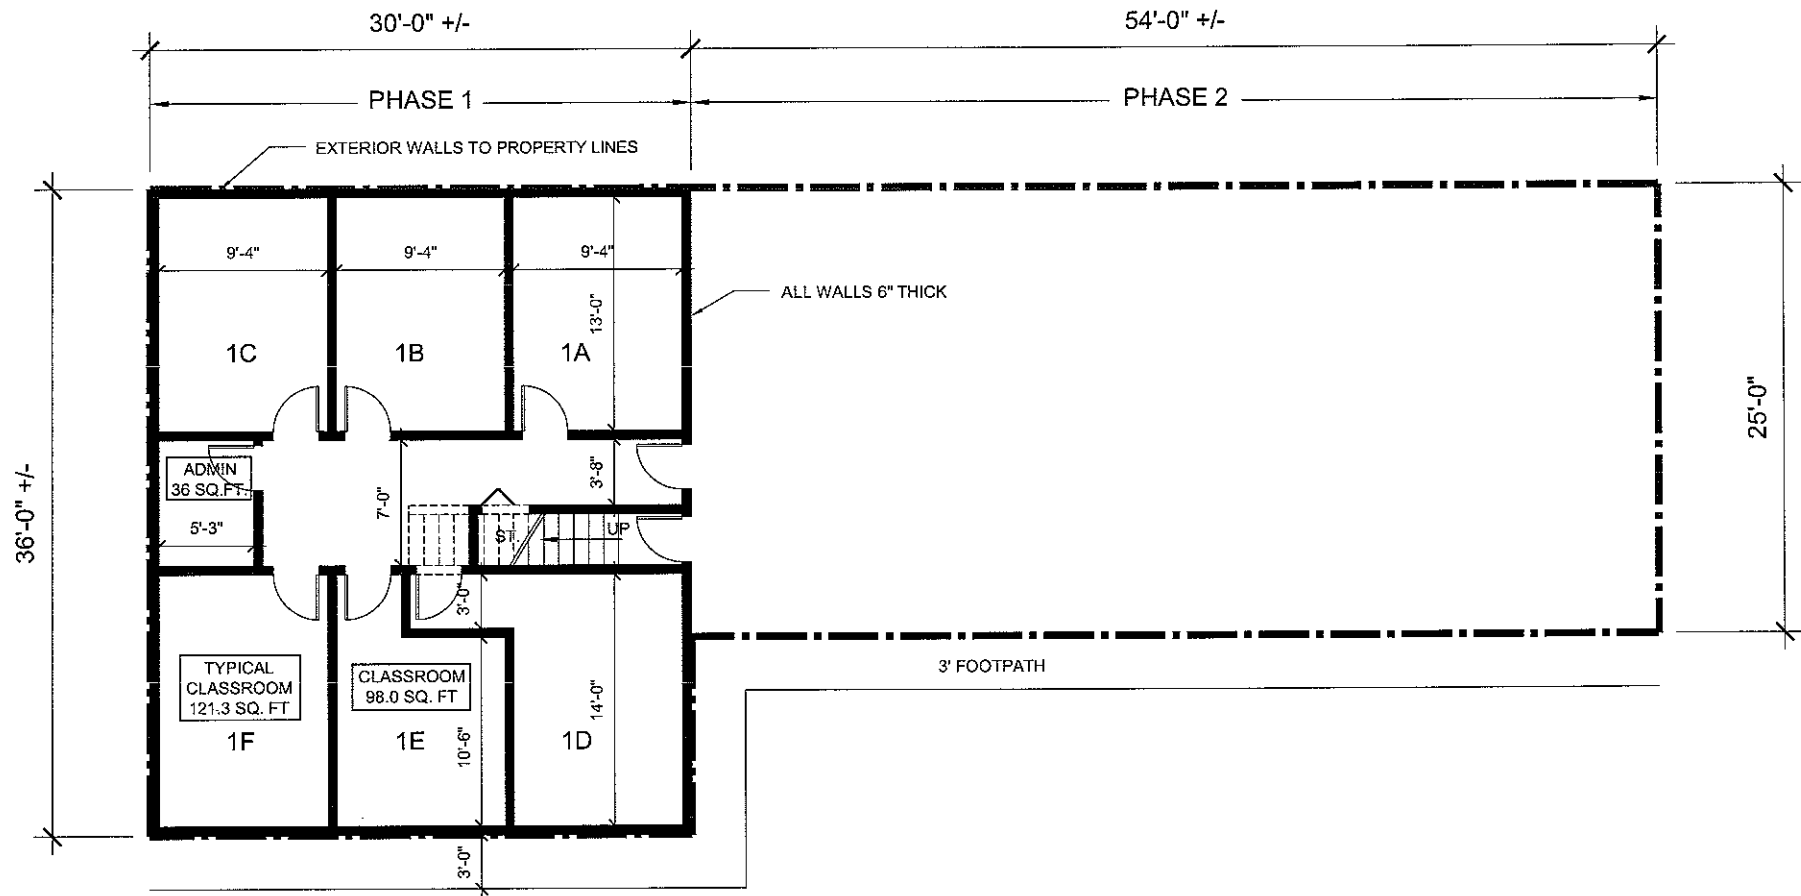 30'-0" +/-
54'-0" +/-
PHASE 1
PHASE 2
EXTERIOR WALLS TO PROPERTY LINES
9'-4"
9'-4"
9'-4"
ALL WALLS 6" THICK
13'-0"
1C
1B
1A
25'-0"
36'-0" +/-
ADMIN
36 SQ.FT.
5'-3"
7'-0"
3'-8"
ST.
UP
3'-0"
3' FOOTPATH
TYPICAL
CLASSROOM
121.3 SQ. FT
CLASSROOM
98.0 SQ. FT
14'-0"
10'-6"
1F
1E
1D
3'-0"